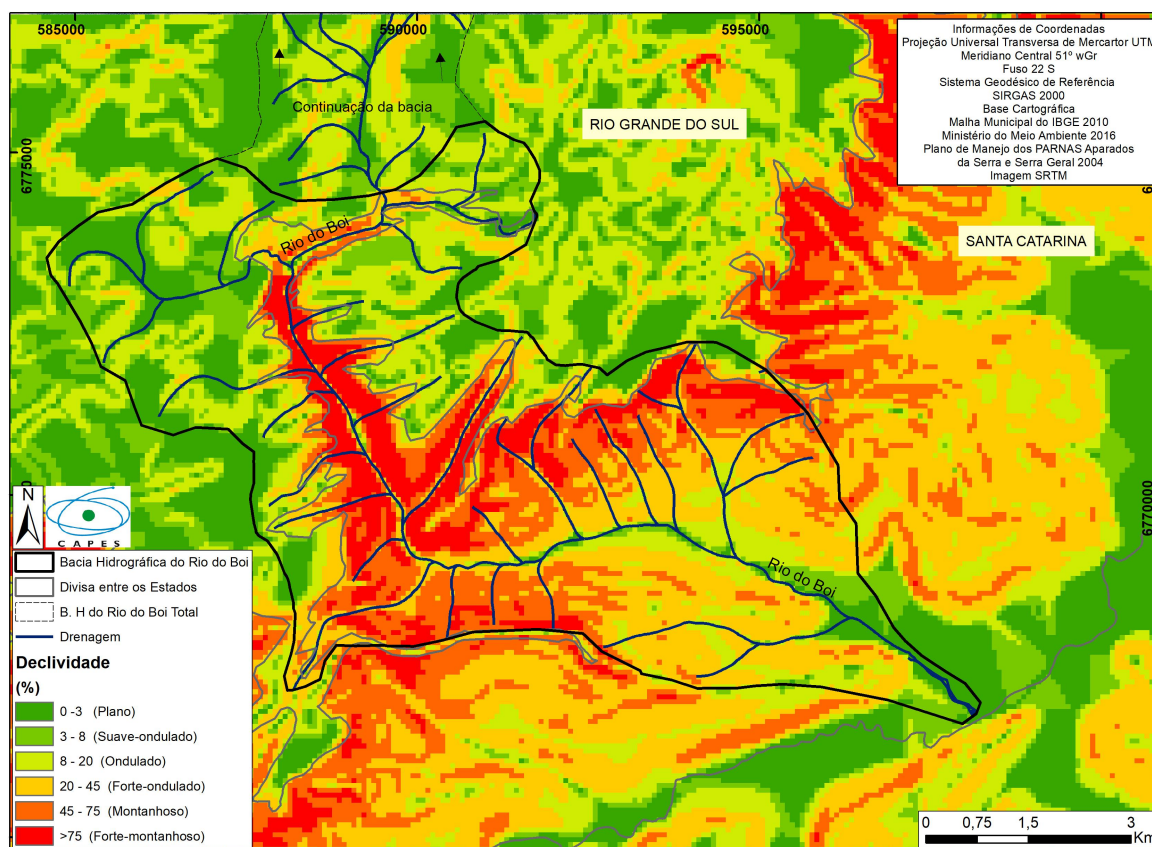 585000
590000
595000
Informações de Coordenadas
Projeção Universal Transversa de Mercartor UTM
Meridiano Central 51º wGr
Fuso 22 S
Sistema Geodésico de Referência
SIRGAS 2000
Base Cartográfica
Malha Municipal do IBGE 2010
Ministério do Meio Ambiente 2016
Plano de Manejo dos PARNAS Aparados
da Serra e Serra Geral 2004
Imagem SRTM
Continuação da bacia
RIO GRANDE DO SUL
6775000
Rio do Boi
SANTA CATARINA
6770000
N
CAPES
Rio do Boi
Bacia Hidrográfica do Rio do Boi
Divisa entre os Estados
B. H do Rio do Boi Total
Drenagem
Declividade
(%)
0 -3 (Plano)
3 - 8 (Suave-ondulado)
8 - 20 (Ondulado)
20 - 45 (Forte-ondulado)
45 - 75 (Montanhoso)
>75 (Forte-montanhoso)
0 0,75 1,5 3
Km